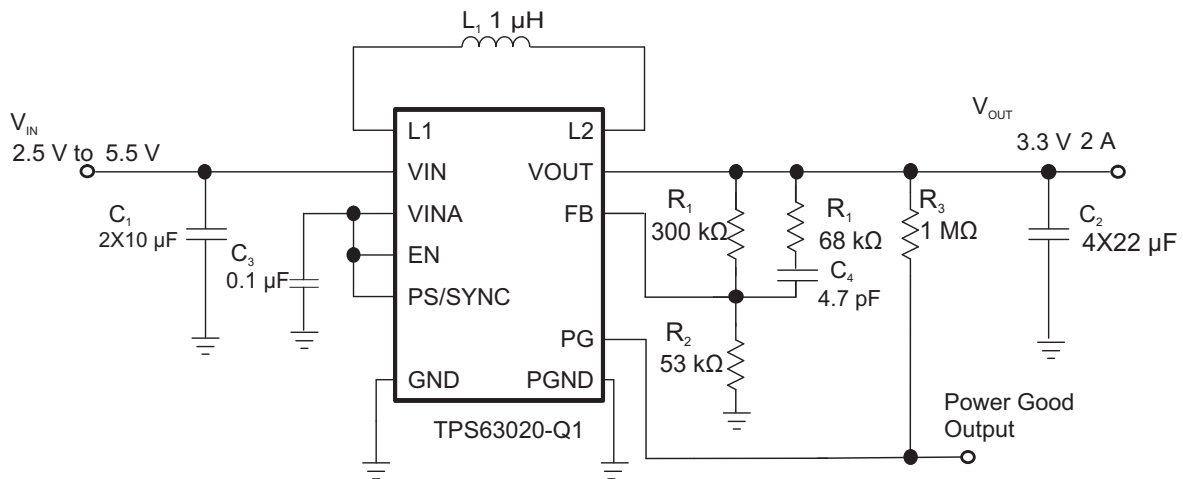 L₁ 1 µH
V_IN
2.5 V to 5.5 V
L1
L2
V_OUT
3.3 V 2 A
VIN
VOUT
VINA
FB
EN
PS/SYNC
PG
GND
PGND
C₁
2X10 µF
C₃
0.1 µF
R₁
300 kΩ
R₁
68 kΩ
C₄
4.7 pF
R₃
1 MΩ
C₂
4X22 µF
R₂
53 kΩ
TPS63020-Q1
Power Good
Output